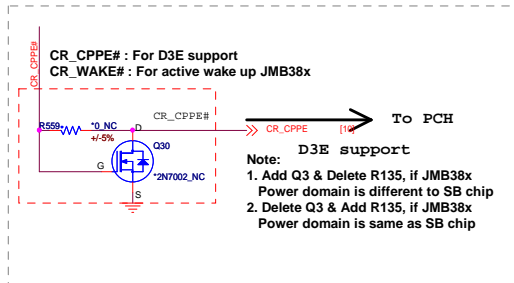 CR_CPPE#
CR_CPPE# : For D3E support
CR_WAKE# : For active wake up JMB38x
CR_CPPE#
R559* *0_NC D
+/-5%
CR_CPPE [10]
To PCH
D3E support
Q30
G
*2N7002_NC
S
Note:
1. Add Q3 & Delete R135, if JMB38x
Power domain is different to SB chip
2. Delete Q3 & Add R135, if JMB38x
Power domain is same as SB chip